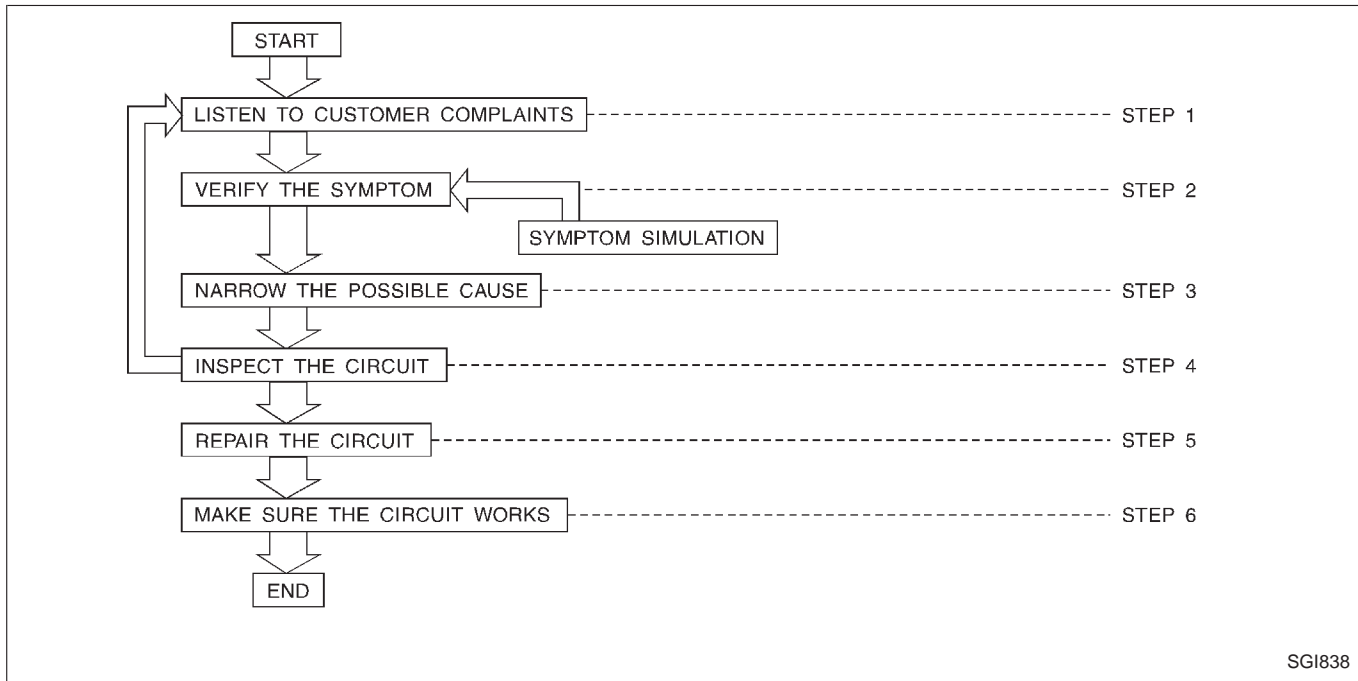 START
LISTEN TO CUSTOMER COMPLAINTS STEP 1
VERIFY THE SYMPTOM STEP 2
SYMPTOM SIMULATION
NARROW THE POSSIBLE CAUSE STEP 3
INSPECT THE CIRCUIT STEP 4
REPAIR THE CIRCUIT STEP 5
MAKE SURE THE CIRCUIT WORKS STEP 6
END
SGI838